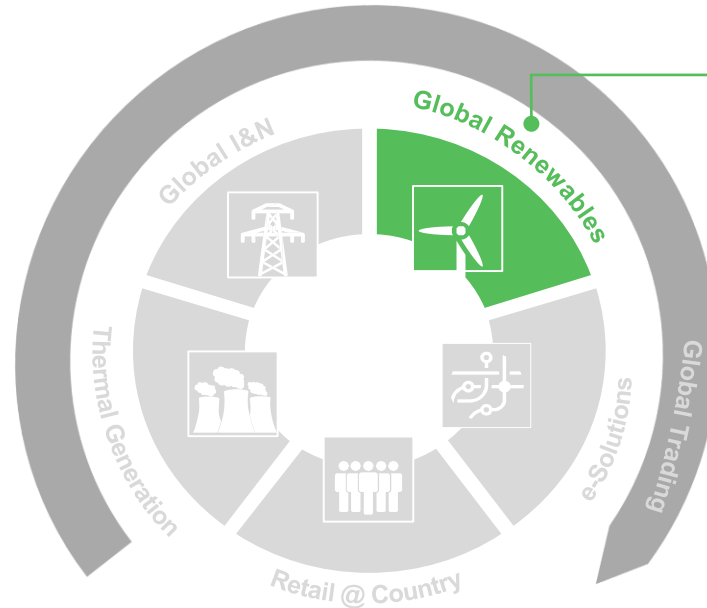 Global I&N
Global Renewables
Thermal Generation
e-Solutions
Global Trading
Retail @ Country